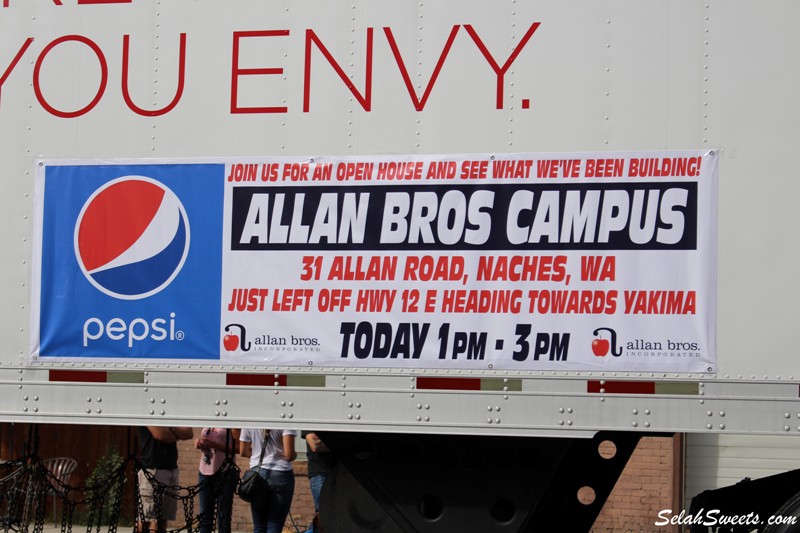 YOU ENVY.
JOIN US FOR AN OPEN HOUSE AND SEE WHAT WE'VE BEEN BUILDING!
ALLAN BROS CAMPUS
31 ALLAN ROAD, NACHES, WA
JUST LEFT OFF HWY 12 E HEADING TOWARDS YAKIMA
TODAY 1PM - 3PM
pepsi®
allan bros.
INCORPORATED
allan bros.
INCORPORATED
SelahSweets.com